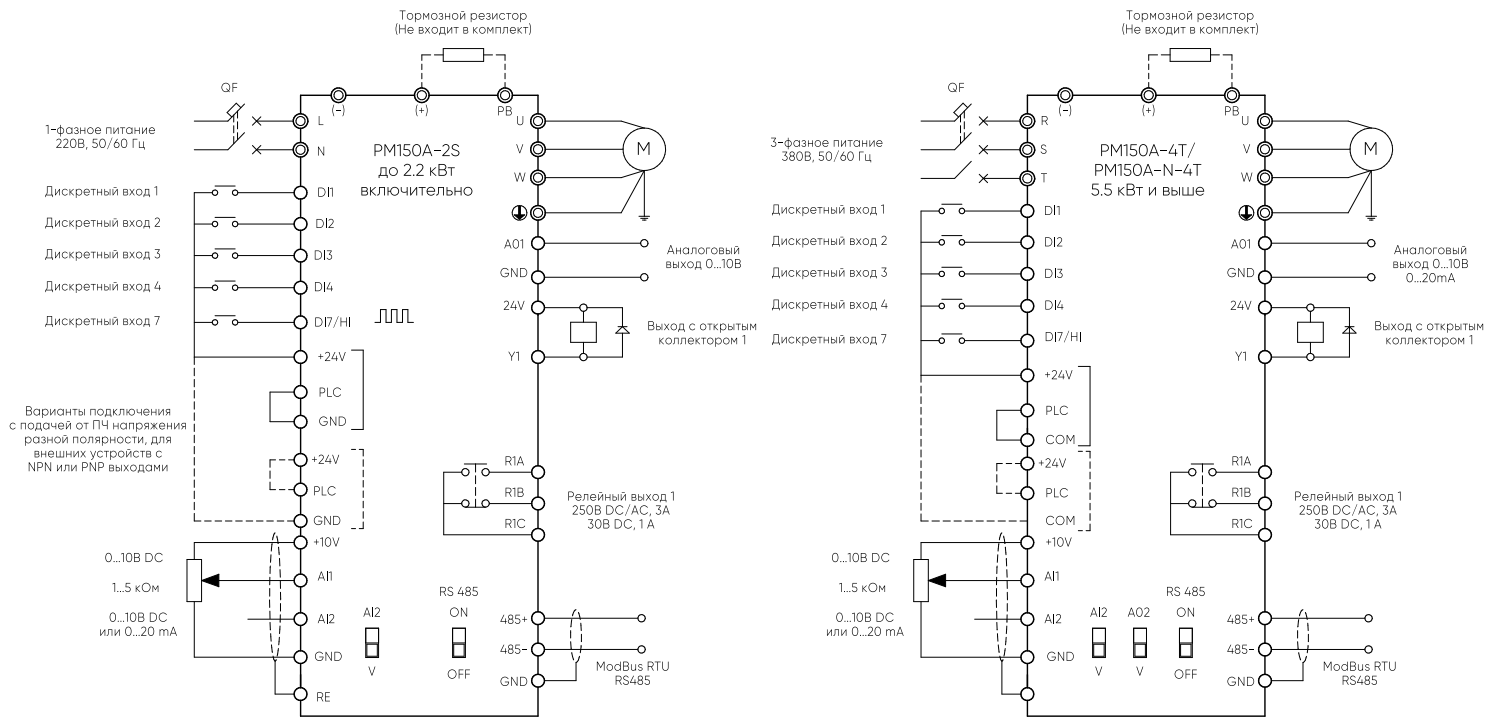 Тормозной резистор
(Не входит в комплект)
QF
(-)
(+)
PB
1-фазное питание
220В, 50/60 Гц
L
N
PM150A-2S
до 2.2 кВт
включительно
U
V
W
M
Дискретный вход 1
DI1
Дискретный вход 2
DI2
Дискретный вход 3
DI3
Дискретный вход 4
DI4
Дискретный вход 7
DI7/HI
A01
GND
Аналоговый
выход 0...10В
24V
Y1
Выход с открытым
коллектором 1
+24V
PLC
GND
Варианты подключения
с подачей от ПЧ напряжения
разной полярности, для
внешних устройств с
NPN или PNP выходами
+24V
PLC
GND
R1A
R1B
R1C
Релейный выход 1
250В DC/AC, 3А
30В DC, 1 А
+10V
0...10В DC
1...5 кОм
AI1
0...10В DC
или 0...20 mA
AI2
GND
RE
AI2
V
RS 485
ON
OFF
485+
485-
GND
ModBus RTU
RS485
Тормозной резистор
(Не входит в комплект)
QF
(-)
(+)
PB
3-фазное питание
380В, 50/60 Гц
R
S
T
PM150A-4T/
PM150A-N-4T
5.5 кВт и выше
U
V
W
M
Дискретный вход 1
DI1
Дискретный вход 2
DI2
Дискретный вход 3
DI3
Дискретный вход 4
DI4
Дискретный вход 7
DI7/HI
A01
GND
Аналоговый
выход 0...10В
0...20mA
24V
Y1
Выход с открытым
коллектором 1
+24V
PLC
COM
+24V
PLC
COM
R1A
R1B
R1C
Релейный выход 1
250В DC/AC, 3А
30В DC, 1 А
+10V
0...10В DC
1...5 кОм
AI1
0...10В DC
или 0...20 mA
AI2
GND
AI2
V
A02
V
RS 485
ON
OFF
485+
485-
GND
ModBus RTU
RS485